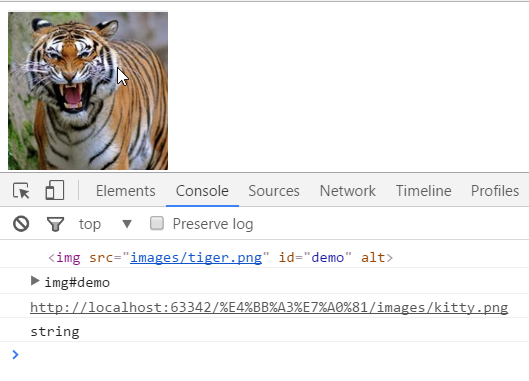 Elements Console Sources Network Timeline Profiles
top Preserve log
<img src="images/tiger.png" id="demo" alt>
img#demo
http://localhost:63342/%E4%BB%A3%E7%A0%81/images/kitty.png
string